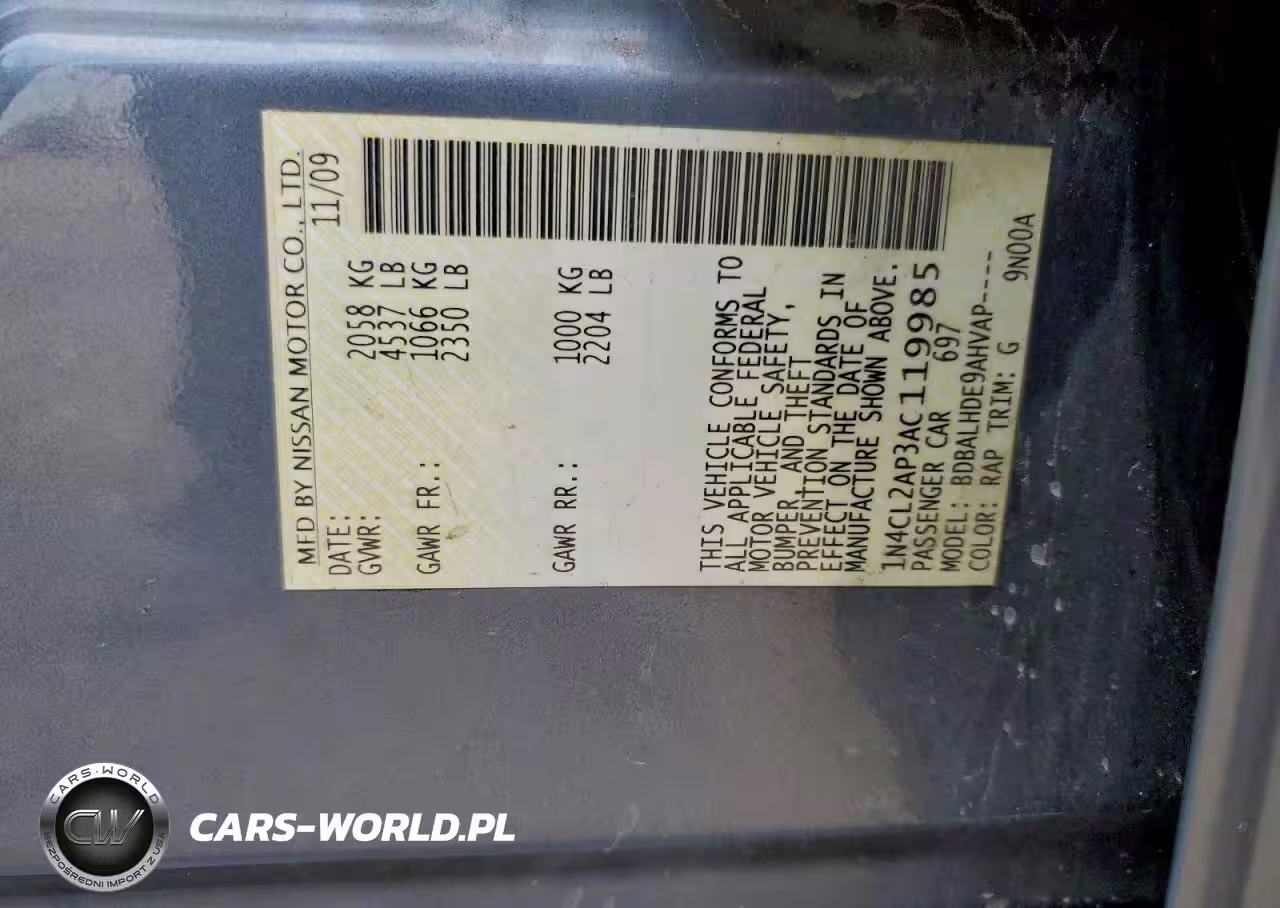 MFD BY NISSAN MOTOR CO., LTD.
DATE: 11/09
GVWR: 2058 KG
4537 LB
GAWR FR.: 1066 KG
2350 LB
GAWR RR.: 1000 KG
2204 LB
THIS VEHICLE CONFORMS TO
ALL APPLICABLE FEDERAL
MOTOR VEHICLE SAFETY,
BUMPER, AND THEFT
PREVENTION STANDARDS IN
EFFECT ON THE DATE OF
MANUFACTURE SHOWN ABOVE.
1N4CL2AP3AC119985
PASSENGER CAR 697
MODEL: BDBALHDE9AHVAP----
COLOR: RAP TRIM: G 9N00A
CARS-WORLD
CW
BEZPOŚREDNI IMPORT Z USA
CARS-WORLD.PL